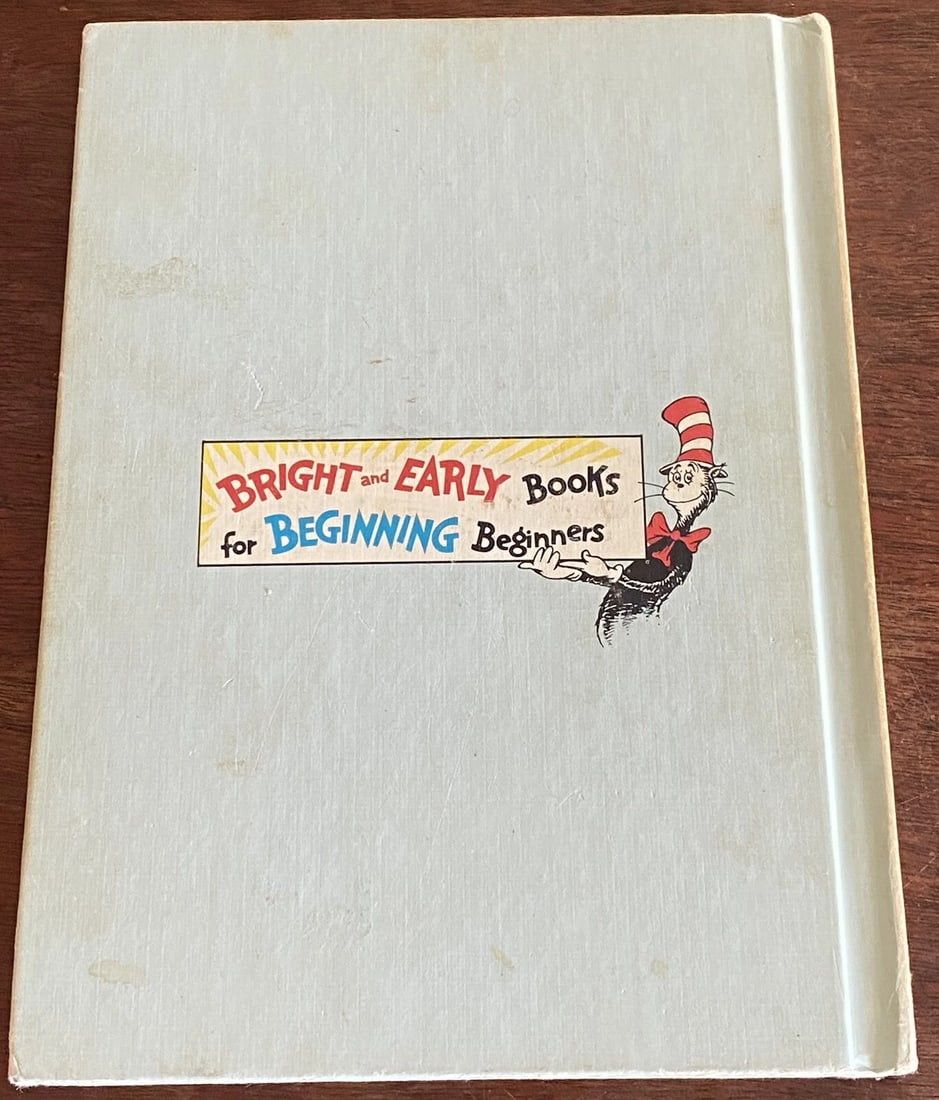 BRIGHT and EARLY Books
for BEGINNING Beginners